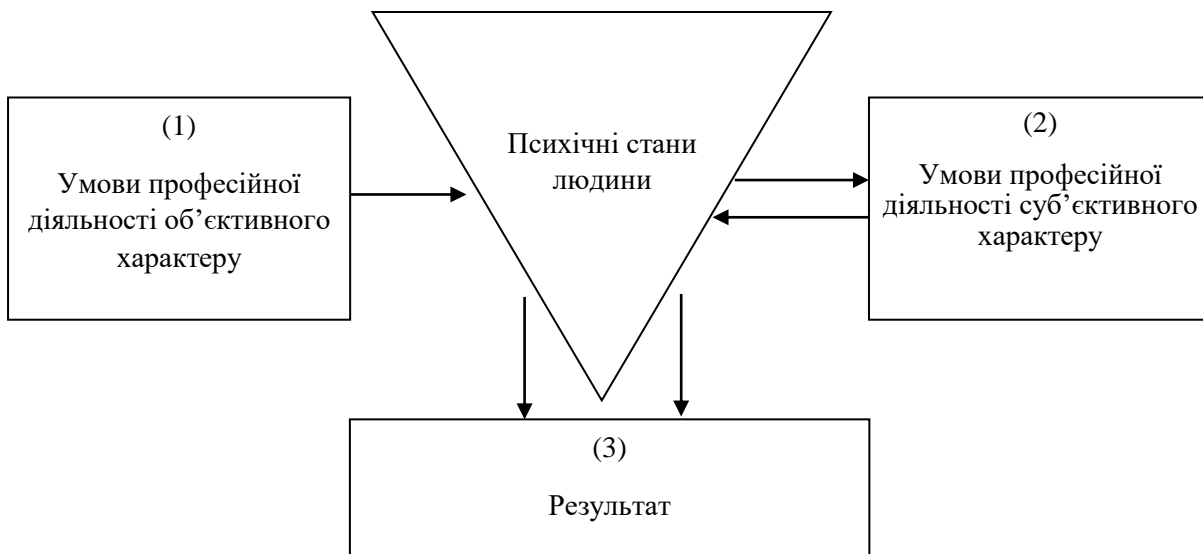 (1)
Умови професійної
діяльності об’єктивного
характеру
Психічні стани
людини
(2)
Умови професійної
діяльності суб’єктивного
характеру
(3)
Результат